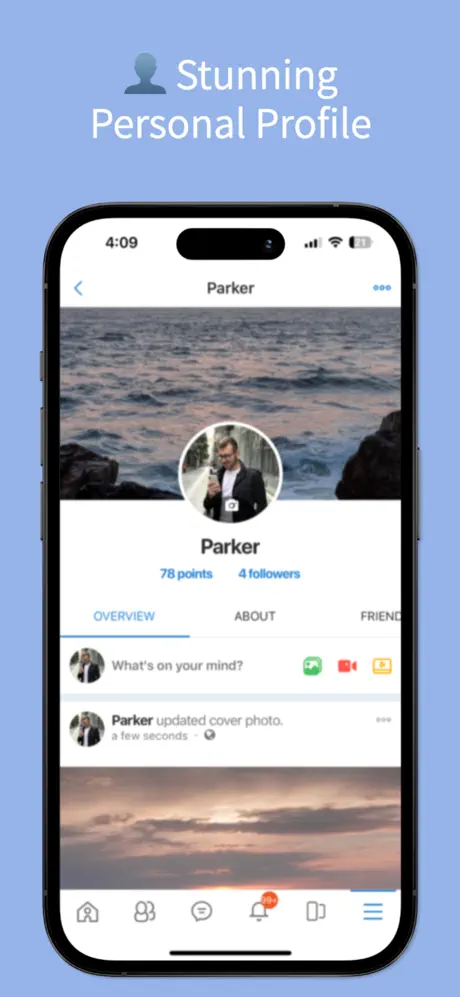 Stunning
Personal Profile
4:09
21
Parker
Parker
78 points 4 followers
OVERVIEW ABOUT FRIEND
What's on your mind?
Parker updated cover photo.
a few seconds ·
99+